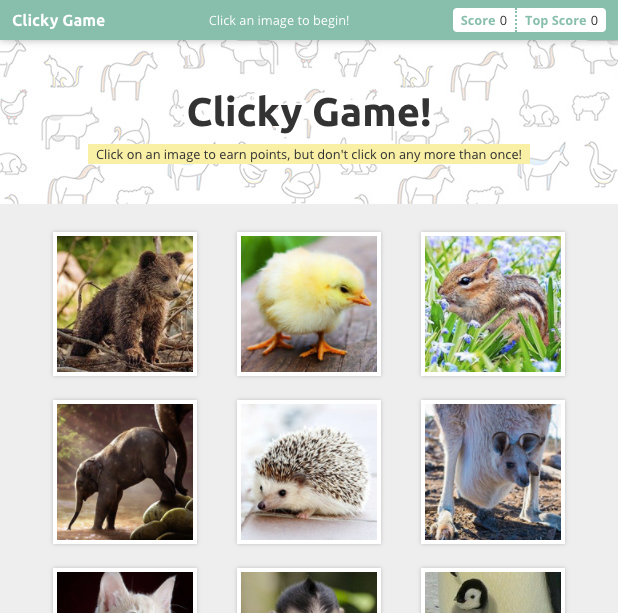 Clicky Game
Click an image to begin!
Score 0
Top Score 0
Clicky Game!
Click on an image to earn points, but don't click on any more than once!